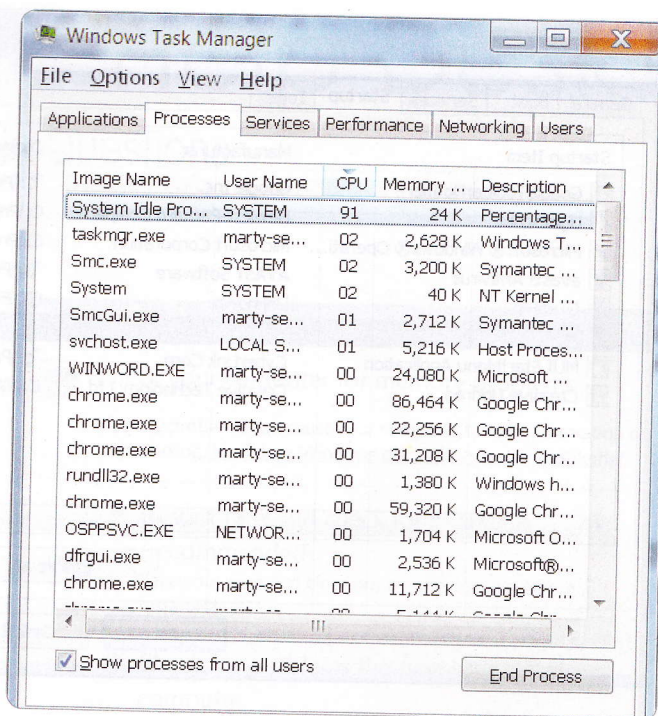 Windows Task Manager
File Options View Help
Applications Processes Services Performance Networking Users
Image Name User Name CPU Memory ... Description
System Idle Pro... SYSTEM 91 24 K Percentage...
taskmgr.exe marty-se... 02 2,628 K Windows T...
Smc.exe SYSTEM 02 3,200 K Symantec ...
System SYSTEM 02 40 K NT Kernel ...
SmcGui.exe marty-se... 01 2,712 K Symantec ...
svchost.exe LOCAL S... 01 5,216 K Host Proces...
WINWORD.EXE marty-se... 00 24,080 K Microsoft ...
chrome.exe marty-se... 00 86,464 K Google Chr...
chrome.exe marty-se... 00 22,256 K Google Chr...
chrome.exe marty-se... 00 31,208 K Google Chr...
rundll32.exe marty-se... 00 1,380 K Windows h...
chrome.exe marty-se... 00 59,320 K Google Chr...
OSPPSVC.EXE NETWOR... 00 1,704 K Microsoft O...
dfrgui.exe marty-se... 00 2,536 K Microsoft®...
chrome.exe marty-se... 00 11,712 K Google Chr...
Show processes from all users
End Process